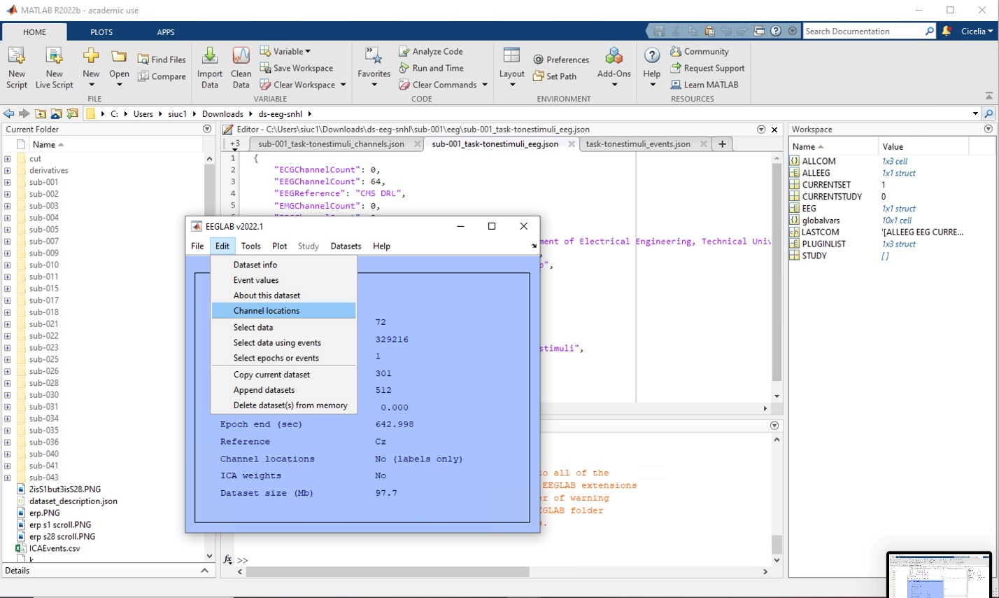 MATLAB R2022b - academic use
HOME PLOTS APPS
Search Documentation
Cicelia
New Script
New Live Script
New
Open
Find Files
Compare
FILE
Import Data
Clean Data
Variable
Save Workspace
Clear Workspace
VARIABLE
Favorites
Analyze Code
Run and Time
Clear Commands
CODE
Layout
Preferences
Set Path
Add-Ons
ENVIRONMENT
Help
Community
Request Support
Learn MATLAB
RESOURCES
C: Users siuc1 Downloads ds-eeg-snhl
Current Folder
Name
cut
derivatives
sub-001
sub-002
sub-003
sub-004
sub-005
sub-007
sub-009
sub-010
sub-011
sub-015
sub-017
sub-018
sub-021
sub-022
sub-023
sub-025
sub-026
sub-028
sub-030
sub-031
sub-034
sub-035
sub-036
sub-040
sub-041
sub-043
2isS1but3isS28.PNG
dataset_description.json
erp.PNG
erp s1 scroll.PNG
erp s28 scroll.PNG
ICAEvents.csv
Details
Editor - C:\Users\siuc1\Downloads\ds-eeg-snhl\sub-001\eeg\sub-001_task-tonestimuli_eeg.json
+3 sub-001_task-tonestimuli_channels.json sub-001_task-tonestimuli_eeg.json task-tonestimuli_events.json +
1 {
2 "ECGChannelCount": 0,
3 "EEGChannelCount": 64,
4 "EEGReference": "CMS DRL",
5 "EMGChannelCount": 0,
ment of Electrical Engineering, Technical Univ
p",
stimuli",
EEGLAB v2022.1
File Edit Tools Plot Study Datasets Help
Dataset info
Event values
About this dataset
Channel locations
Select data
Select data using events
Select epochs or events
Copy current dataset
Append datasets
Delete dataset(s) from memory
72
329216
1
301
512
0.000
Epoch end (sec) 642.998
Reference Cz
Channel locations No (labels only)
ICA weights No
Dataset size (Mb) 97.7
to all of the
EEGLAB extensions
er of warning
EGLAB folder
s.
fx >>
Workspace
Name Value
ALLCOM 1x3 cell
ALLEEG 1x1 struct
CURRENTSET 1
CURRENTSTUDY 0
EEG 1x1 struct
globalvars 10x1 cell
LASTCOM '[ALLEEG EEG CURRE...
PLUGINLIST 1x3 struct
STUDY []